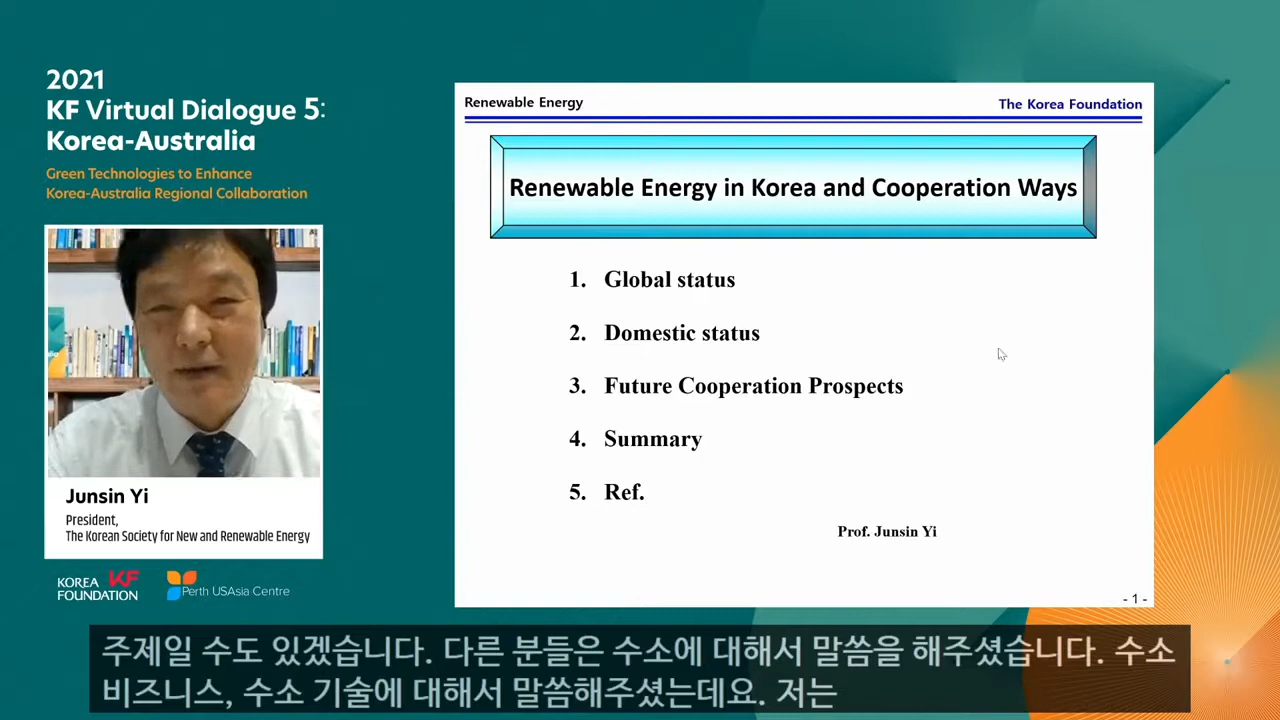 2021
KF Virtual Dialogue 5:
Korea-Australia
Green Technologies to Enhance
Korea-Australia Regional Collaboration
Junsin Yi
President,
The Korean Society for New and Renewable Energy
KOREA KF
FOUNDATION
Perth USAsia Centre
Renewable Energy
The Korea Foundation
Renewable Energy in Korea and Cooperation Ways
1. Global status
2. Domestic status
3. Future Cooperation Prospects
4. Summary
5. Ref.
Prof. Junsin Yi
- 1 -
주제일 수도 있겠습니다. 다른 분들은 수소에 대해서 말씀을 해주셨습니다. 수소
비즈니스, 수소 기술에 대해서 말씀해주셨는데요. 저는